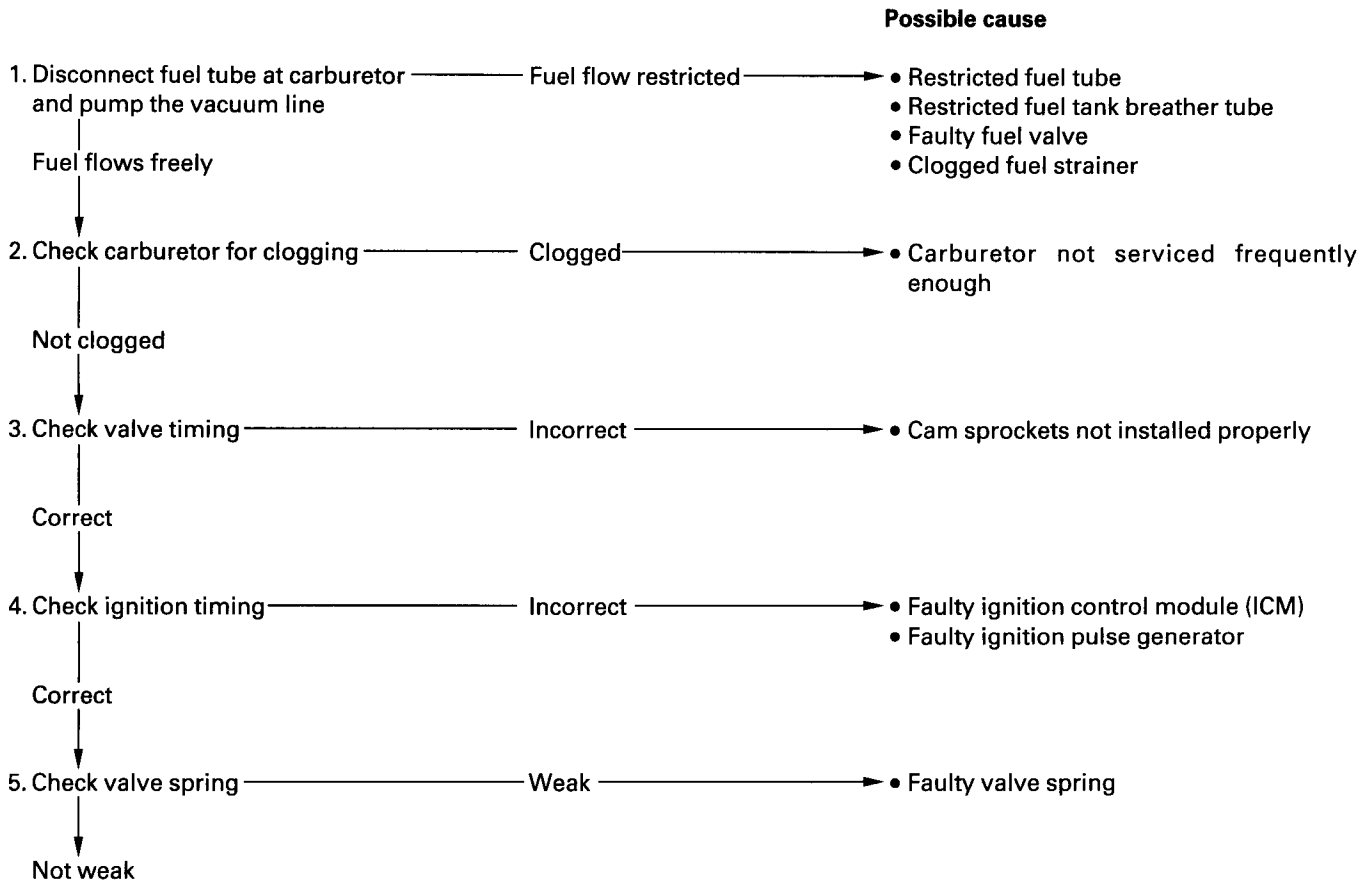 Possible cause
1. Disconnect fuel tube at carburetor
and pump the vacuum line
Fuel flow restricted
• Restricted fuel tube
• Restricted fuel tank breather tube
• Faulty fuel valve
• Clogged fuel strainer
Fuel flows freely
2. Check carburetor for clogging
Clogged
• Carburetor not serviced frequently
enough
Not clogged
3. Check valve timing
Incorrect
• Cam sprockets not installed properly
Correct
4. Check ignition timing
Incorrect
• Faulty ignition control module (ICM)
• Faulty ignition pulse generator
Correct
5. Check valve spring
Weak
• Faulty valve spring
Not weak